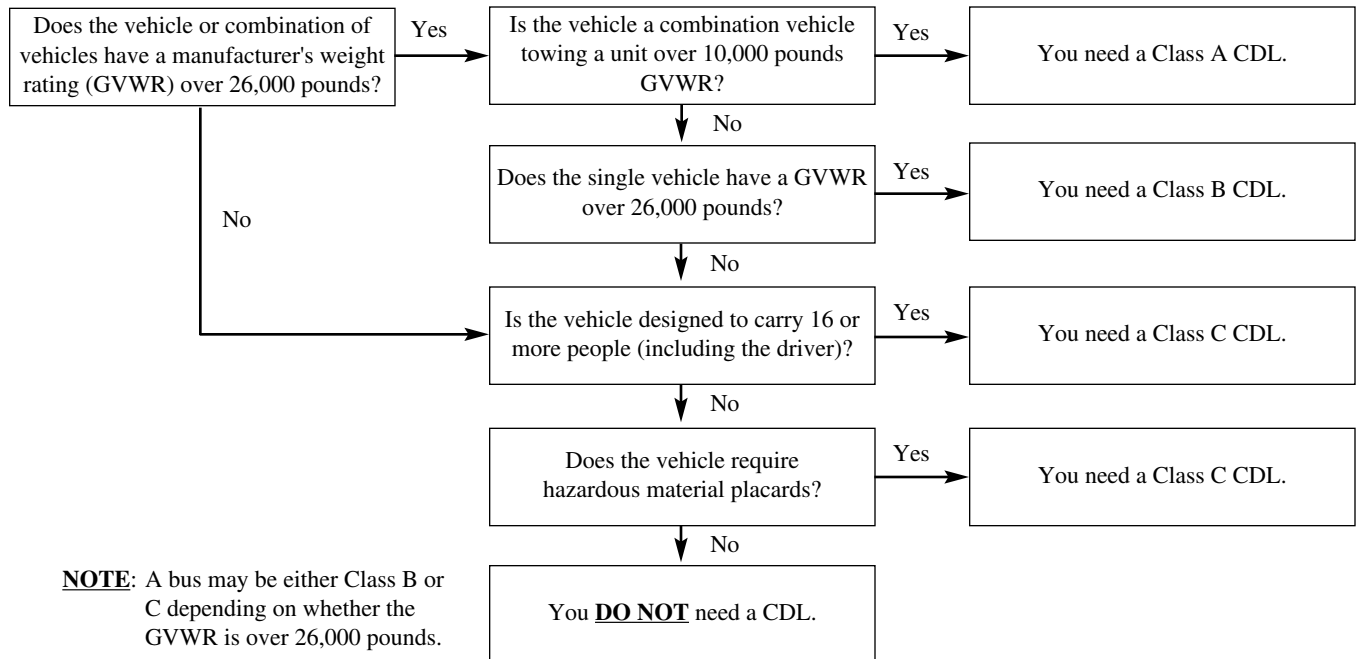 Does the vehicle or combination of
vehicles have a manufacturer's weight
rating (GVWR) over 26,000 pounds?
Yes
Is the vehicle a combination vehicle
towing a unit over 10,000 pounds
GVWR?
Yes
You need a Class A CDL.
No
Does the single vehicle have a GVWR
over 26,000 pounds?
Yes
You need a Class B CDL.
No
No
Is the vehicle designed to carry 16 or
more people (including the driver)?
Yes
You need a Class C CDL.
No
Does the vehicle require
hazardous material placards?
Yes
You need a Class C CDL.
No
NOTE: A bus may be either Class B or
C depending on whether the
GVWR is over 26,000 pounds.
You DO NOT need a CDL.